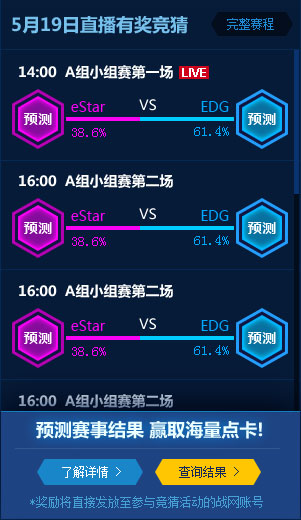 5月19日直播有奖竞猜 完整赛程
14:00 A组小组赛第一场 LIVE
预测 eStar VS EDG 预测
38.6% 61.4%
16:00 A组小组赛第二场
预测 eStar VS EDG 预测
38.6% 61.4%
16:00 A组小组赛第二场
预测 eStar VS EDG 预测
38.6% 61.4%
16:00 A组小组赛第二场
预测赛事结果 赢取海量点卡!
了解详情 > 查询结果 >
*奖励将直接发放至参与竞猜活动的战网账号